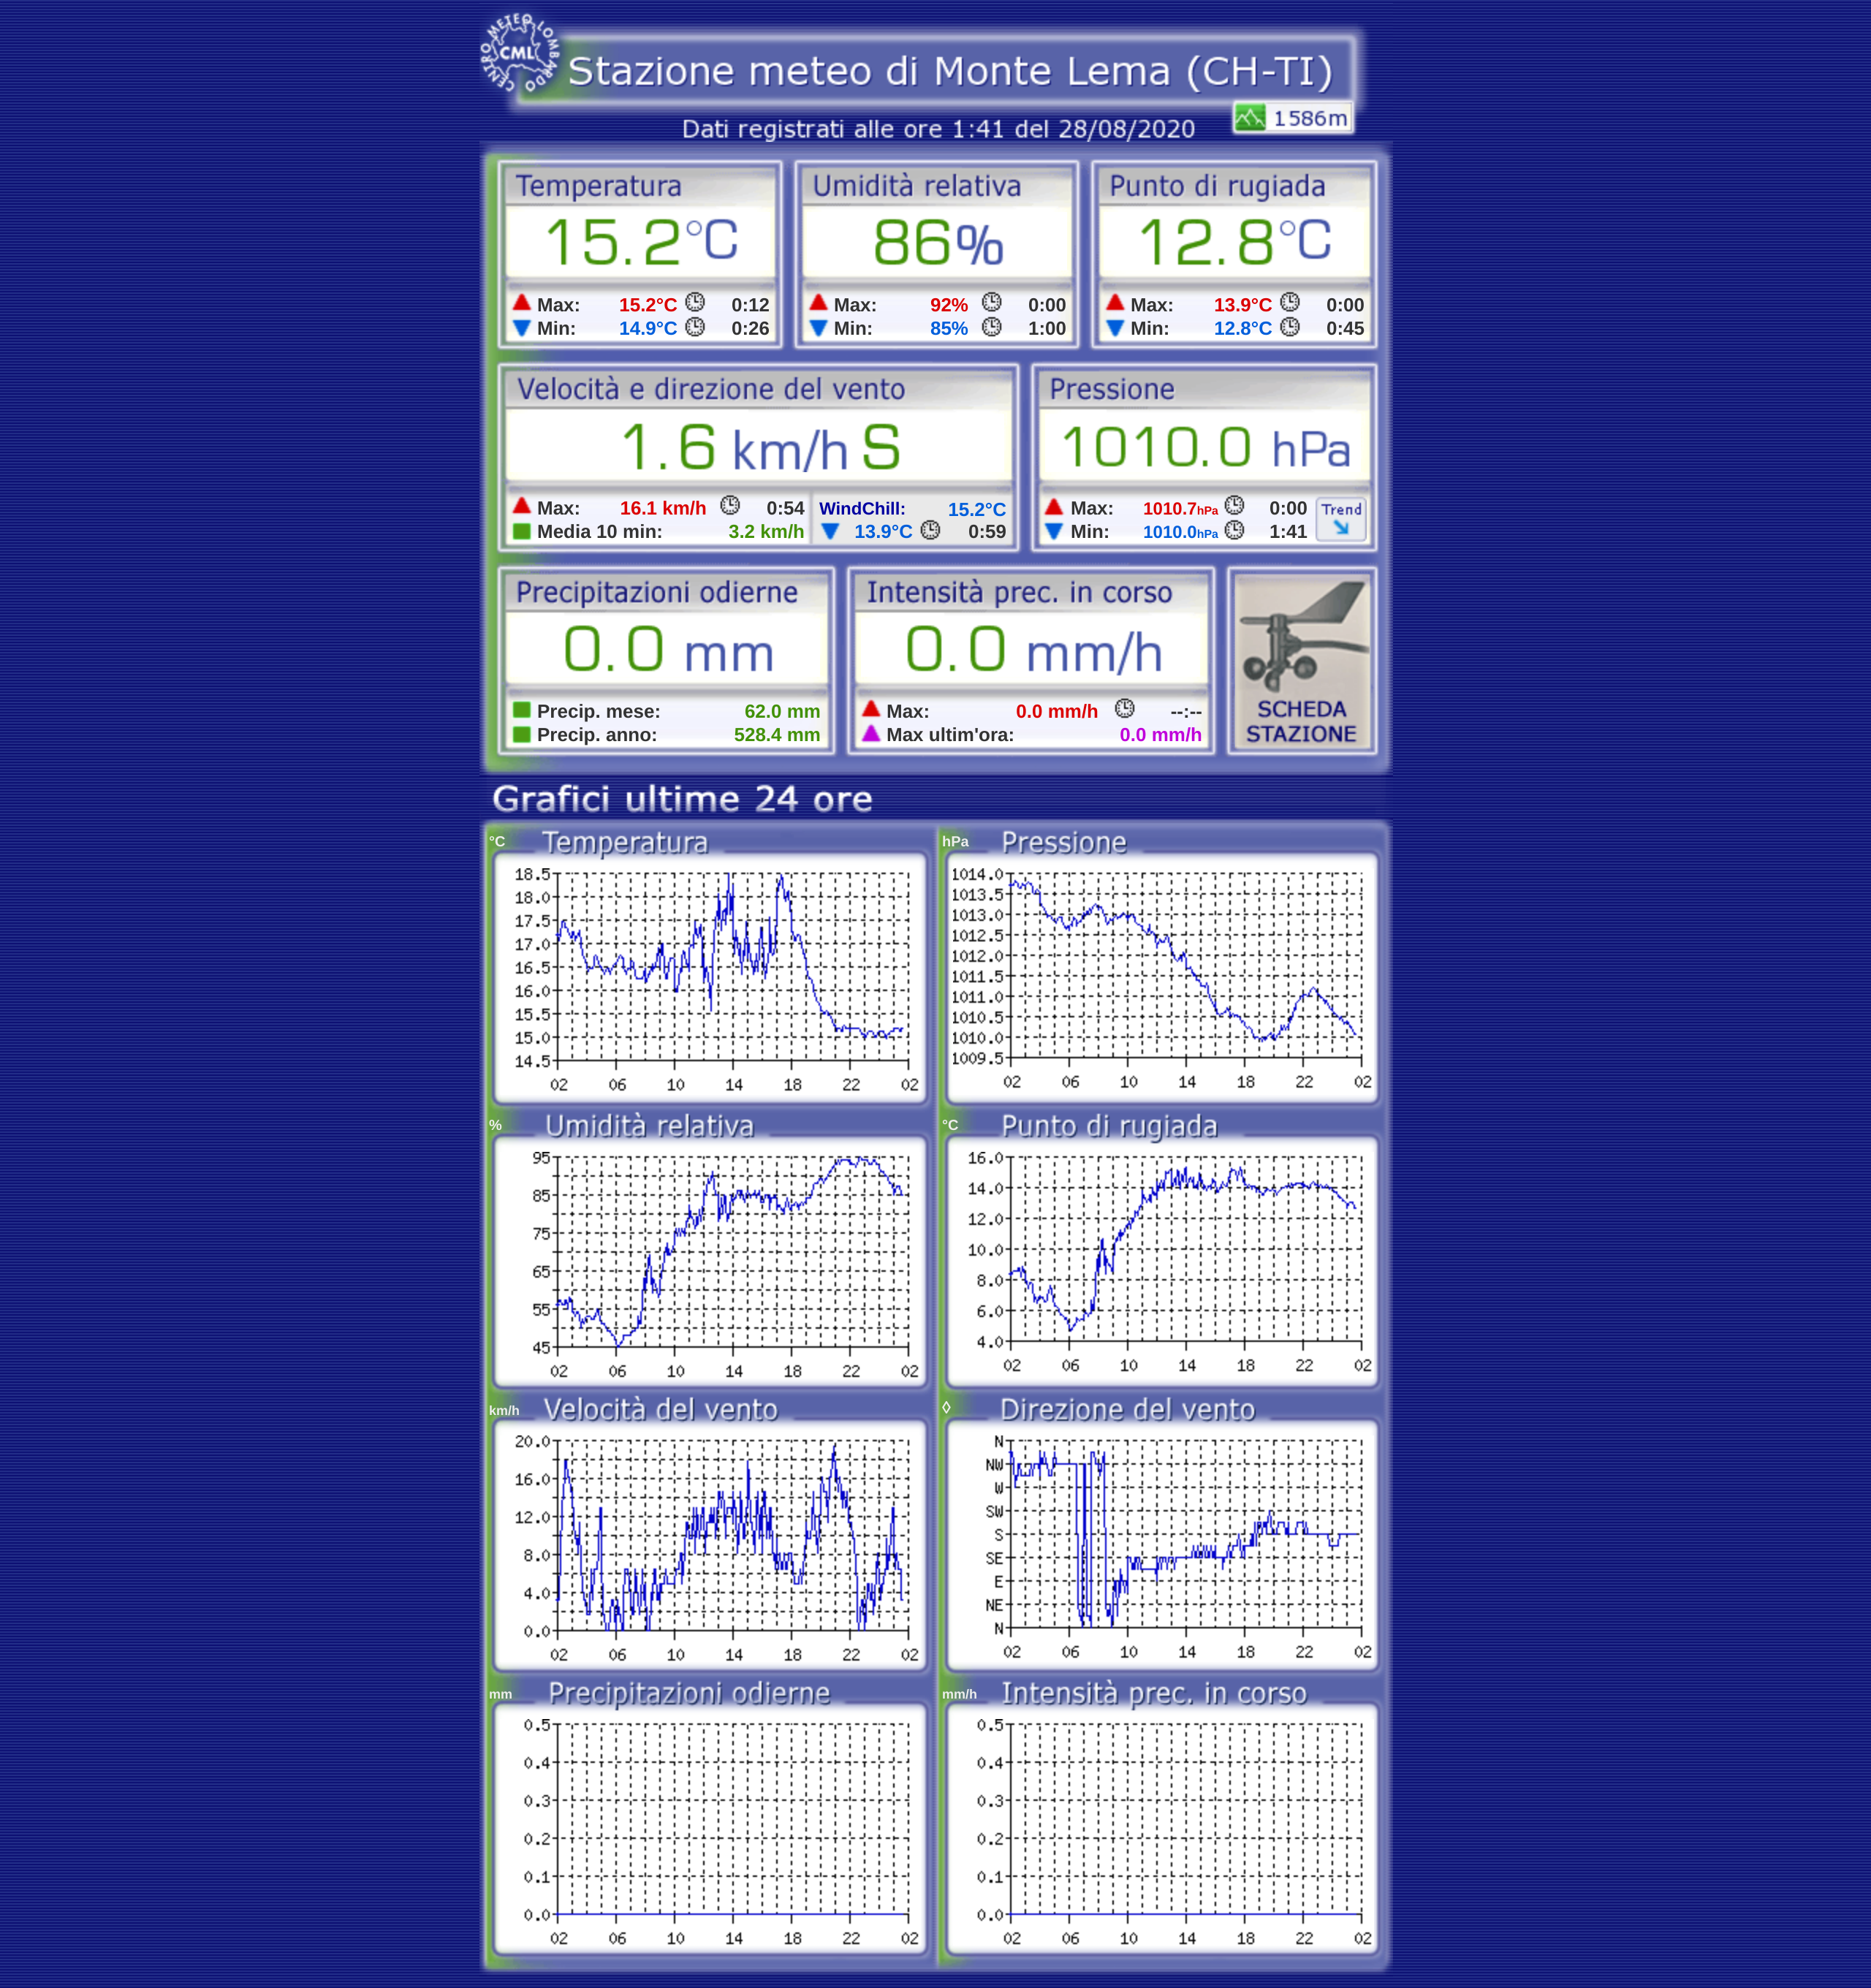 CENTRO METEO LOMBARDO
CML
Stazione meteo di Monte Lema (CH-TI)
1586m
Dati registrati alle ore 1:41 del 28/08/2020
Temperatura
15.2°C
Max: 15.2°C 0:12
Min: 14.9°C 0:26
Umidità relativa
86%
Max: 92% 0:00
Min: 85% 1:00
Punto di rugiada
12.8°C
Max: 13.9°C 0:00
Min: 12.8°C 0:45
Velocità e direzione del vento
1.6 km/h S
Max: 16.1 km/h 0:54
Media 10 min: 3.2 km/h
WindChill: 15.2°C
13.9°C 0:59
Pressione
1010.0 hPa
Max: 1010.7hPa 0:00
Min: 1010.0hPa 1:41
Trend
Precipitazioni odierne
0.0 mm
Precip. mese: 62.0 mm
Precip. anno: 528.4 mm
Intensità prec. in corso
0.0 mm/h
Max: 0.0 mm/h --:--
Max ultim'ora: 0.0 mm/h
SCHEDA
STAZIONE
Grafici ultime 24 ore
°C Temperatura
18.5
18.0
17.5
17.0
16.5
16.0
15.5
15.0
14.5
02 06 10 14 18 22 02
hPa Pressione
1014.0
1013.5
1013.0
1012.5
1012.0
1011.5
1011.0
1010.5
1010.0
1009.5
02 06 10 14 18 22 02
% Umidità relativa
95
85
75
65
55
45
02 06 10 14 18 22 02
°C Punto di rugiada
16.0
14.0
12.0
10.0
8.0
6.0
4.0
02 06 10 14 18 22 02
km/h Velocità del vento
20.0
16.0
12.0
8.0
4.0
0.0
02 06 10 14 18 22 02
◊ Direzione del vento
N
NW
W
SW
S
SE
E
NE
N
02 06 10 14 18 22 02
mm Precipitazioni odierne
0.5
0.4
0.3
0.2
0.1
0.0
02 06 10 14 18 22 02
mm/h Intensità prec. in corso
0.5
0.4
0.3
0.2
0.1
0.0
02 06 10 14 18 22 02